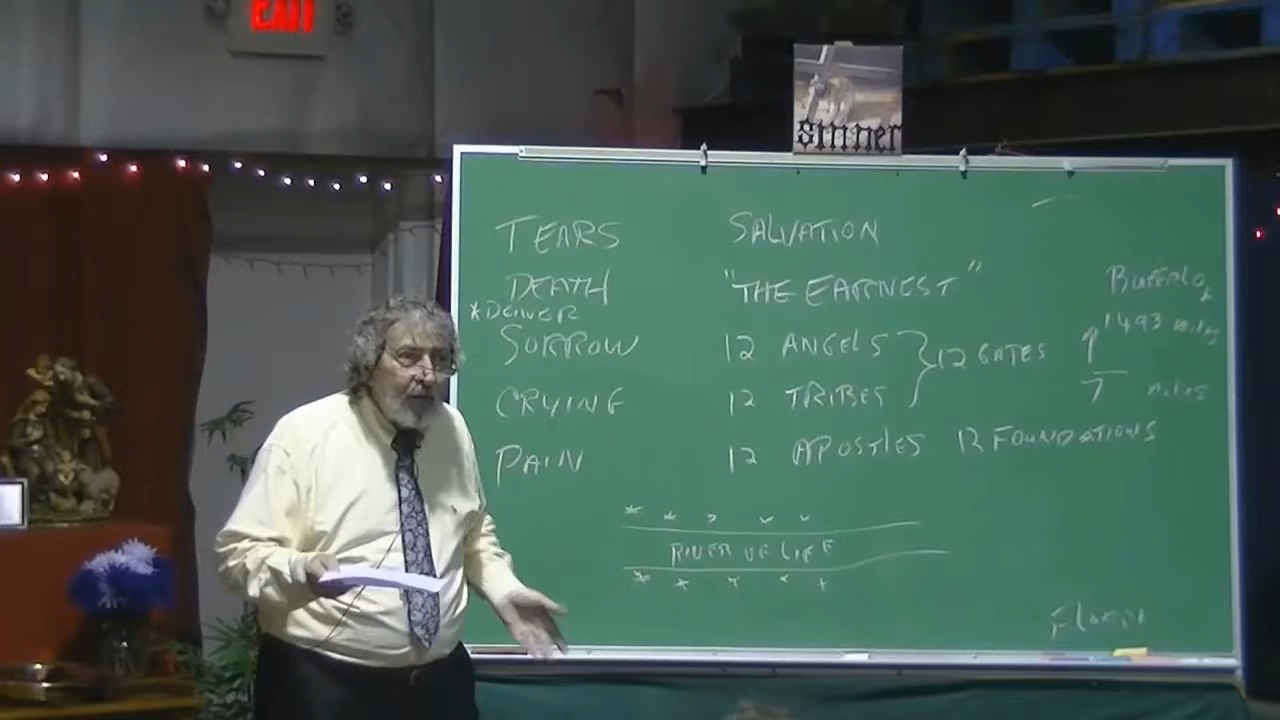 EXIT
sinner
TEARS SALVATION
DEATH "THE EARNEST" BUFFALO
*DENVER
SORROW 12 ANGELS 12 GATES 1493 miles
CRYING 12 TRIBES 7 miles
PAIN 12 APOSTLES 12 FOUNDATIONS
RIVER OF LIFE